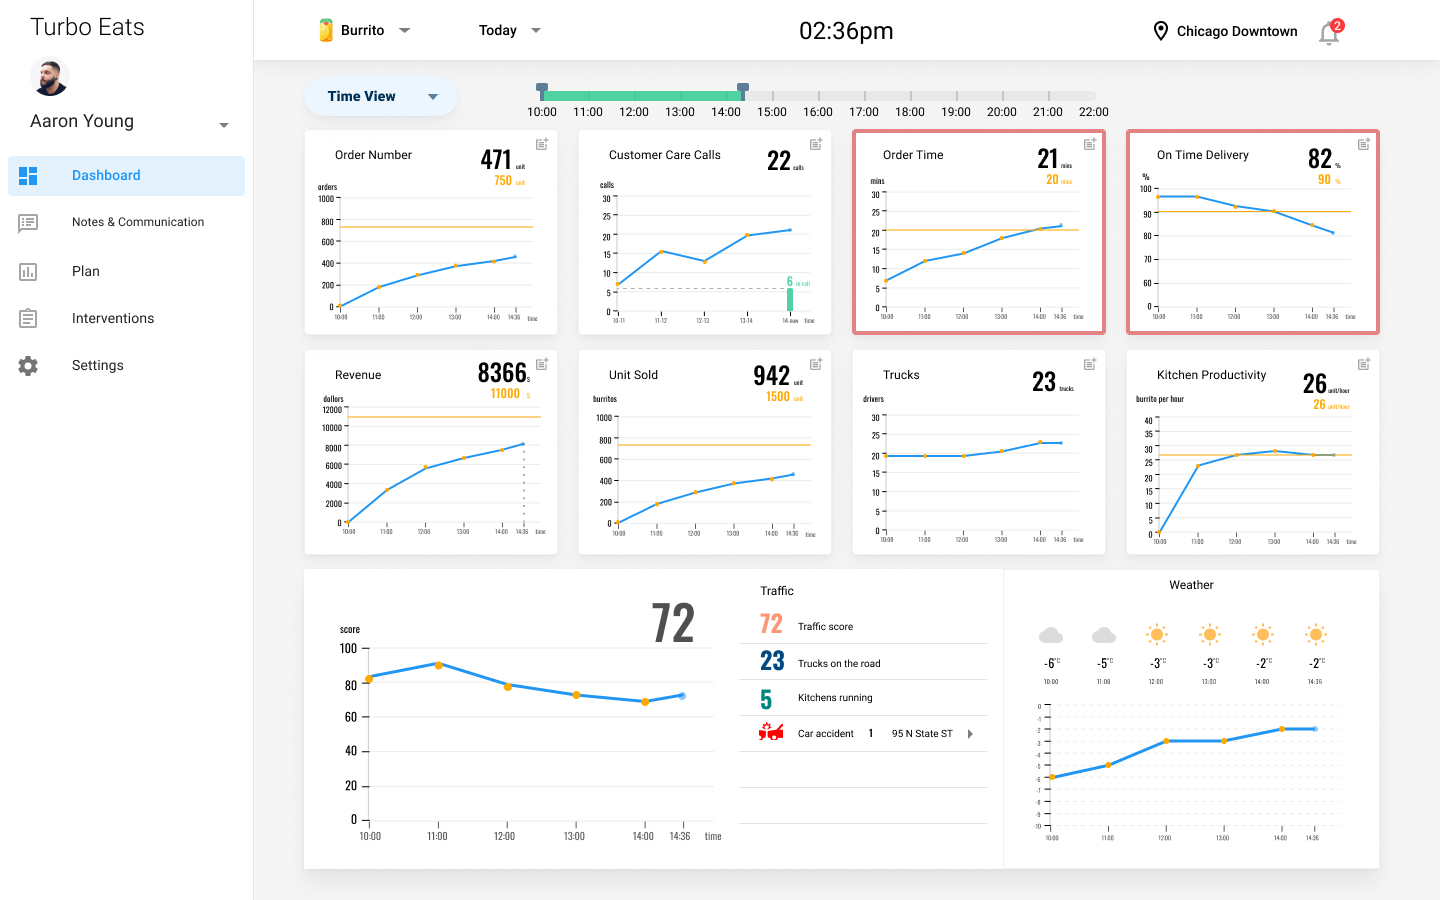 Turbo Eats
Aaron Young
Dashboard
Notes & Communication
Plan
Interventions
Settings
Burrito
Today
02:36pm
Chicago Downtown
2
Time View
10:00 11:00 12:00 13:00 14:00 15:00 16:00 17:00 18:00 19:00 20:00 21:00 22:00
Order Number
471 unit
750 unit
orders
1000
800
600
400
200
0
10:00 11:00 12:00 13:00 14:00 14:36 time
Customer Care Calls
22 calls
calls
30
25
20
15
10
5
0
6 in call
10-11 11-12 12-13 13-14 14-now time
Order Time
21 mins
20 mins
mins
30
25
20
15
10
5
0
10:00 11:00 12:00 13:00 14:00 14:36 time
On Time Delivery
82 %
90 %
%
100
90
80
70
60
0
10:00 11:00 12:00 13:00 14:00 14:36 time
Revenue
8366 $
11000 $
dollors
12000
10000
8000
6000
4000
2000
0
10:00 11:00 12:00 13:00 14:00 14:36 time
Unit Sold
942 unit
1500 unit
burritos
1000
800
600
400
200
0
10:00 11:00 12:00 13:00 14:00 14:36 time
Trucks
23 trucks
drivers
30
25
20
15
10
5
0
10:00 11:00 12:00 13:00 14:00 14:36 time
Kitchen Productivity
26 unit/hour
26 unit/hour
burrito per hour
40
35
30
25
20
15
10
5
0
10:00 11:00 12:00 13:00 14:00 14:36 time
72
score
100
80
60
40
20
0
10:00 11:00 12:00 13:00 14:00 14:36 time
Traffic
72 Traffic score
23 Trucks on the road
5 Kitchens running
Car accident 1 95 N State ST
Weather
-6°C -5°C -3°C -3°C -2°C -2°C
10:00 11:00 12:00 13:00 14:00 14:36
0
-1
-2
-3
-4
-5
-6
-7
-8
-9
-10
10:00 11:00 12:00 13:00 14:00 14:36